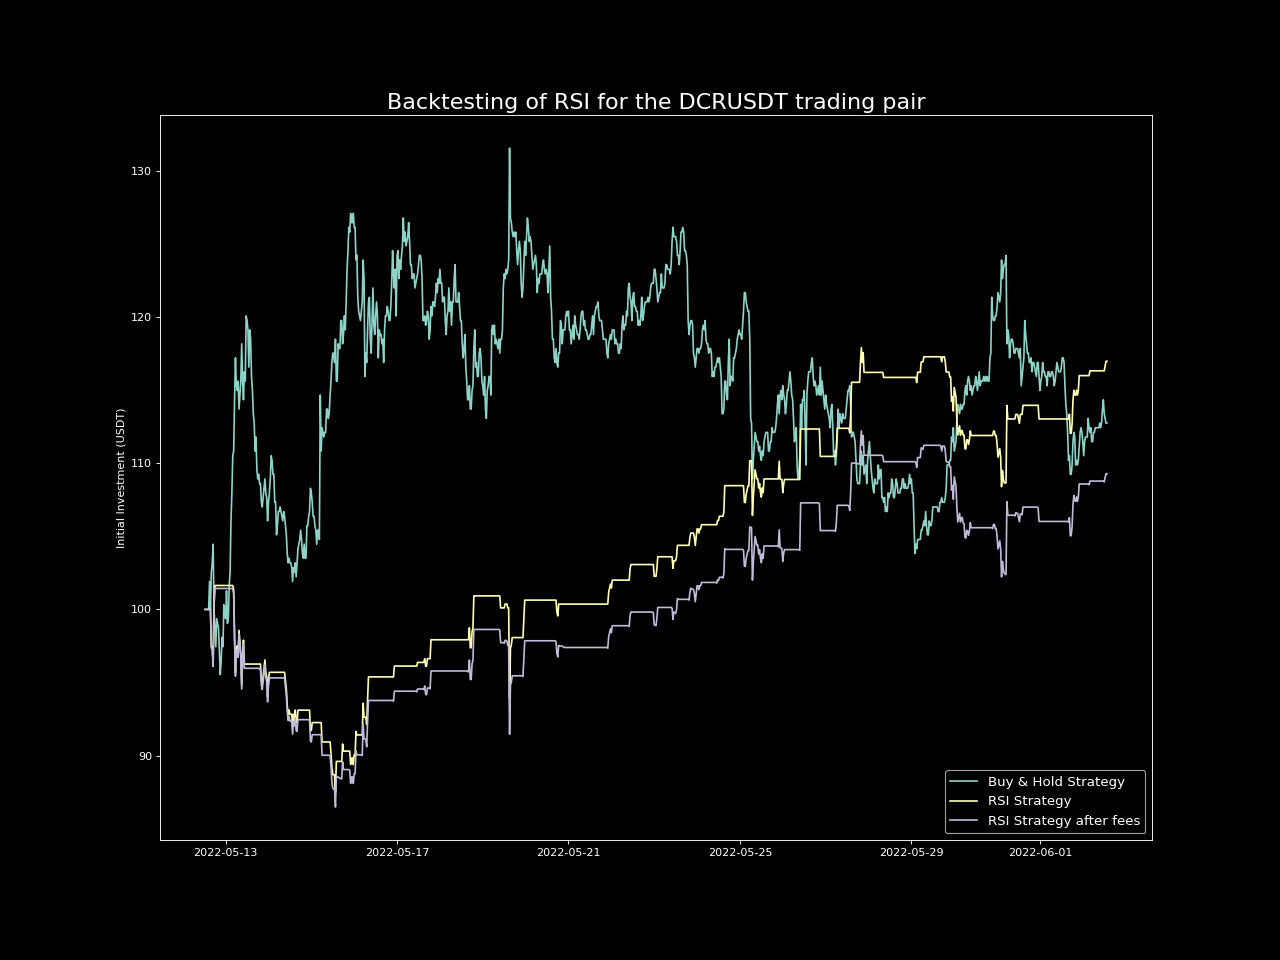 Backtesting of RSI for the DCRUSDT trading pair
Initial Investment (USDT)
130
120
110
100
90
2022-05-13 2022-05-17 2022-05-21 2022-05-25 2022-05-29 2022-06-01
Buy & Hold Strategy
RSI Strategy
RSI Strategy after fees